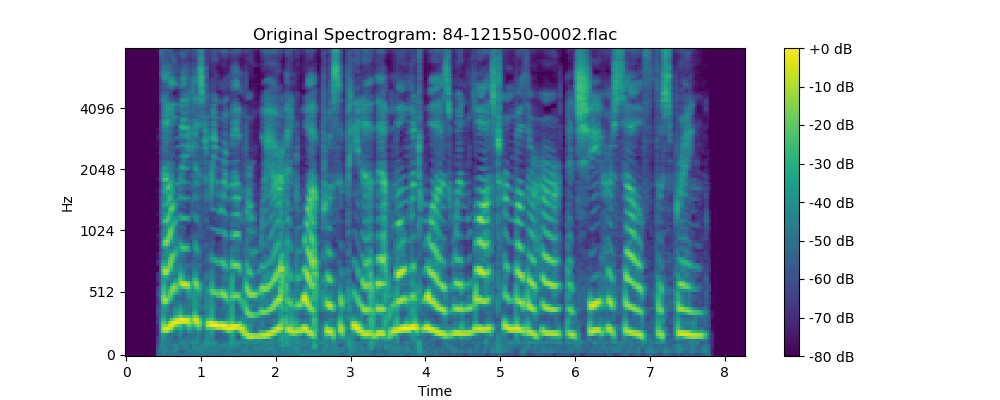 Original Spectrogram: 84-121550-0002.flac
Hz
4096
2048
1024
512
0
0 1 2 3 4 5 6 7 8
Time
+0 dB
-10 dB
-20 dB
-30 dB
-40 dB
-50 dB
-60 dB
-70 dB
-80 dB